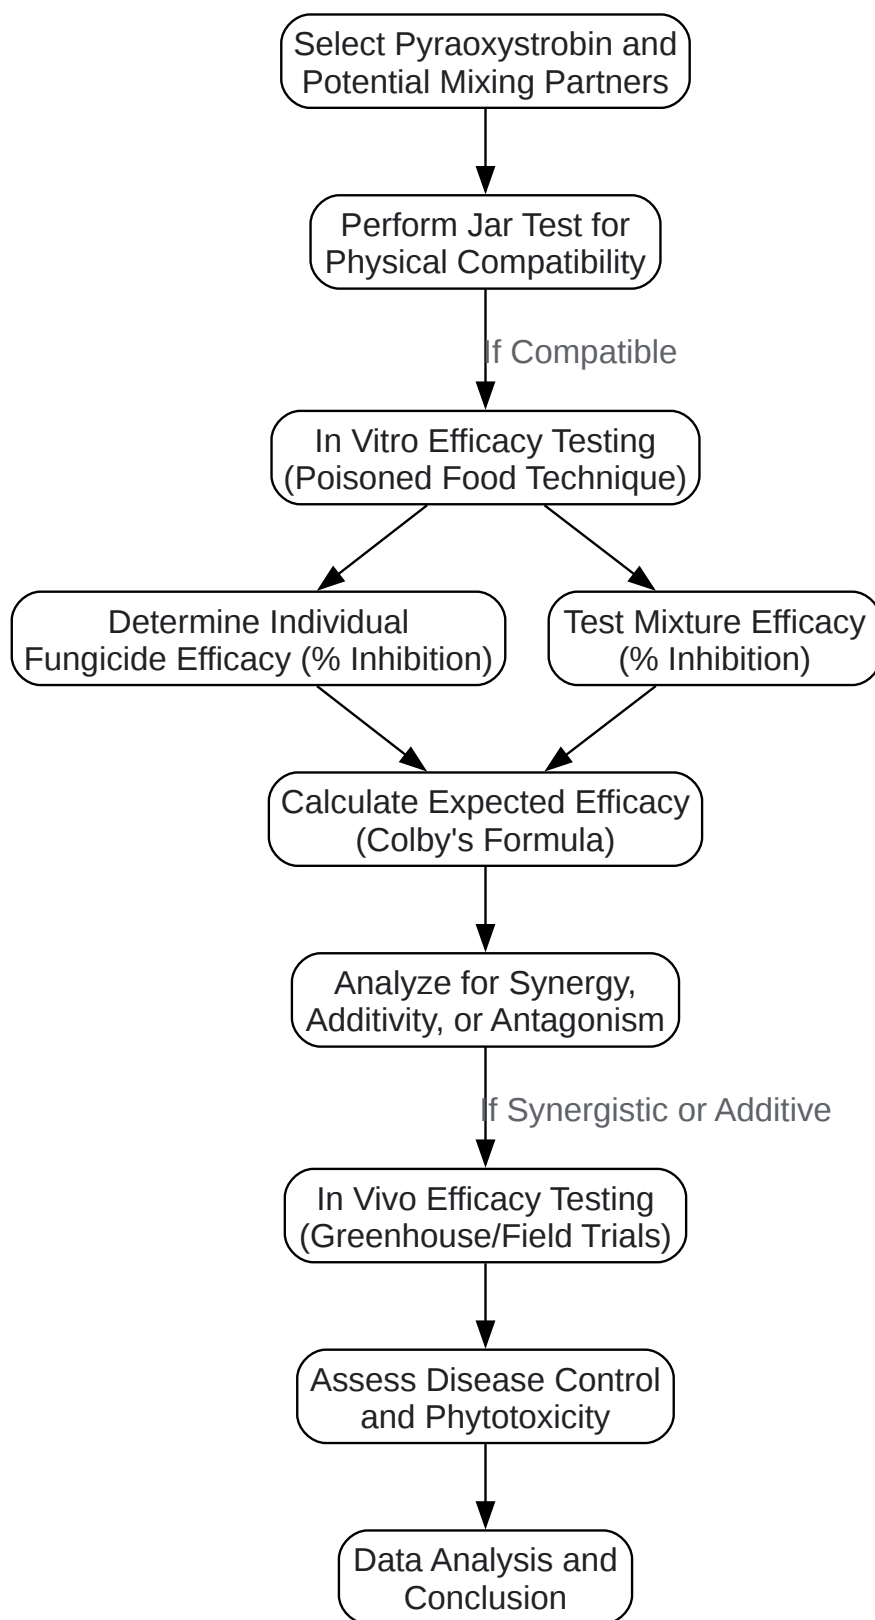 Select Pyraoxystrobin and
Potential Mixing Partners
Perform Jar Test for
Physical Compatibility
If Compatible
In Vitro Efficacy Testing
(Poisoned Food Technique)
Determine Individual
Fungicide Efficacy (% Inhibition)
Test Mixture Efficacy
(% Inhibition)
Calculate Expected Efficacy
(Colby's Formula)
Analyze for Synergy,
Additivity, or Antagonism
If Synergistic or Additive
In Vivo Efficacy Testing
(Greenhouse/Field Trials)
Assess Disease Control
and Phytotoxicity
Data Analysis and
Conclusion